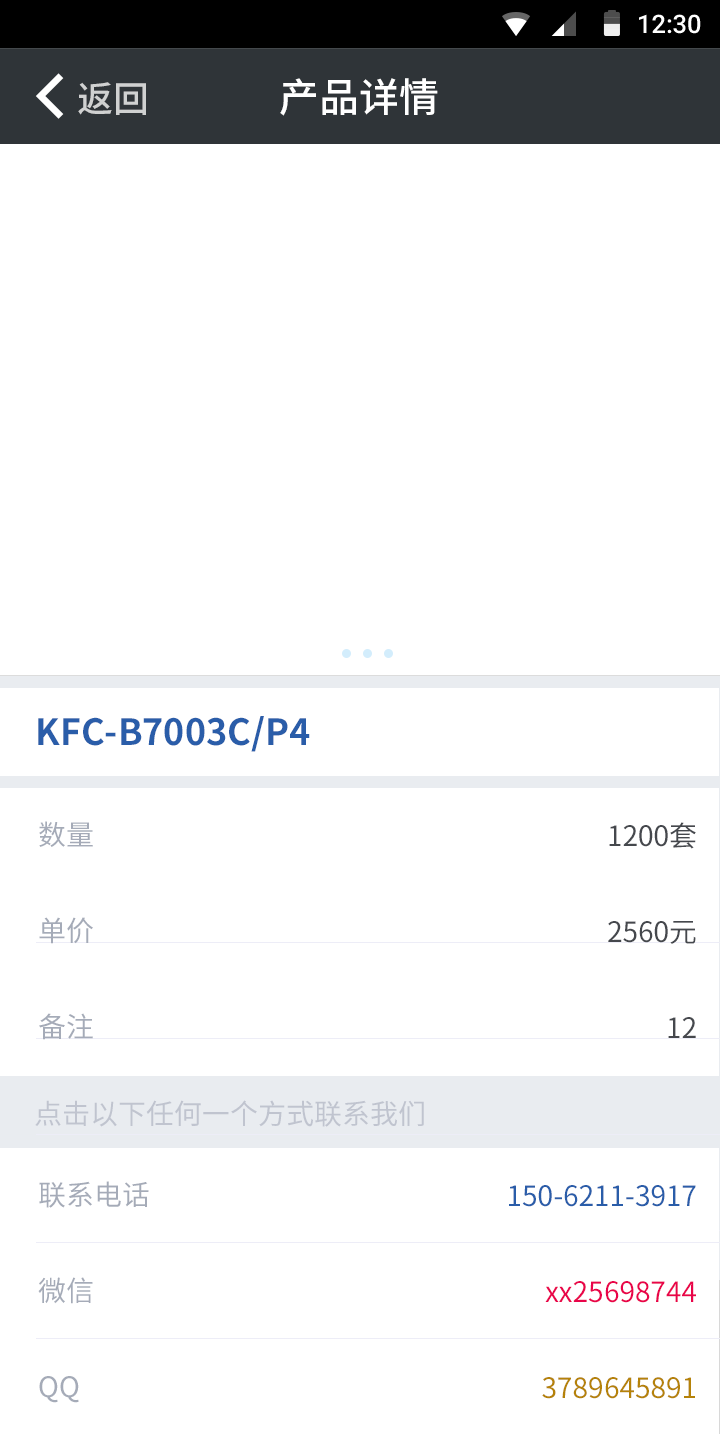 12:30
返回
产品详情
KFC-B7003C/P4
数量 1200套
单价 2560元
备注 12
点击以下任何一个方式联系我们
联系电话 150-6211-3917
微信 xx25698744
QQ 3789645891